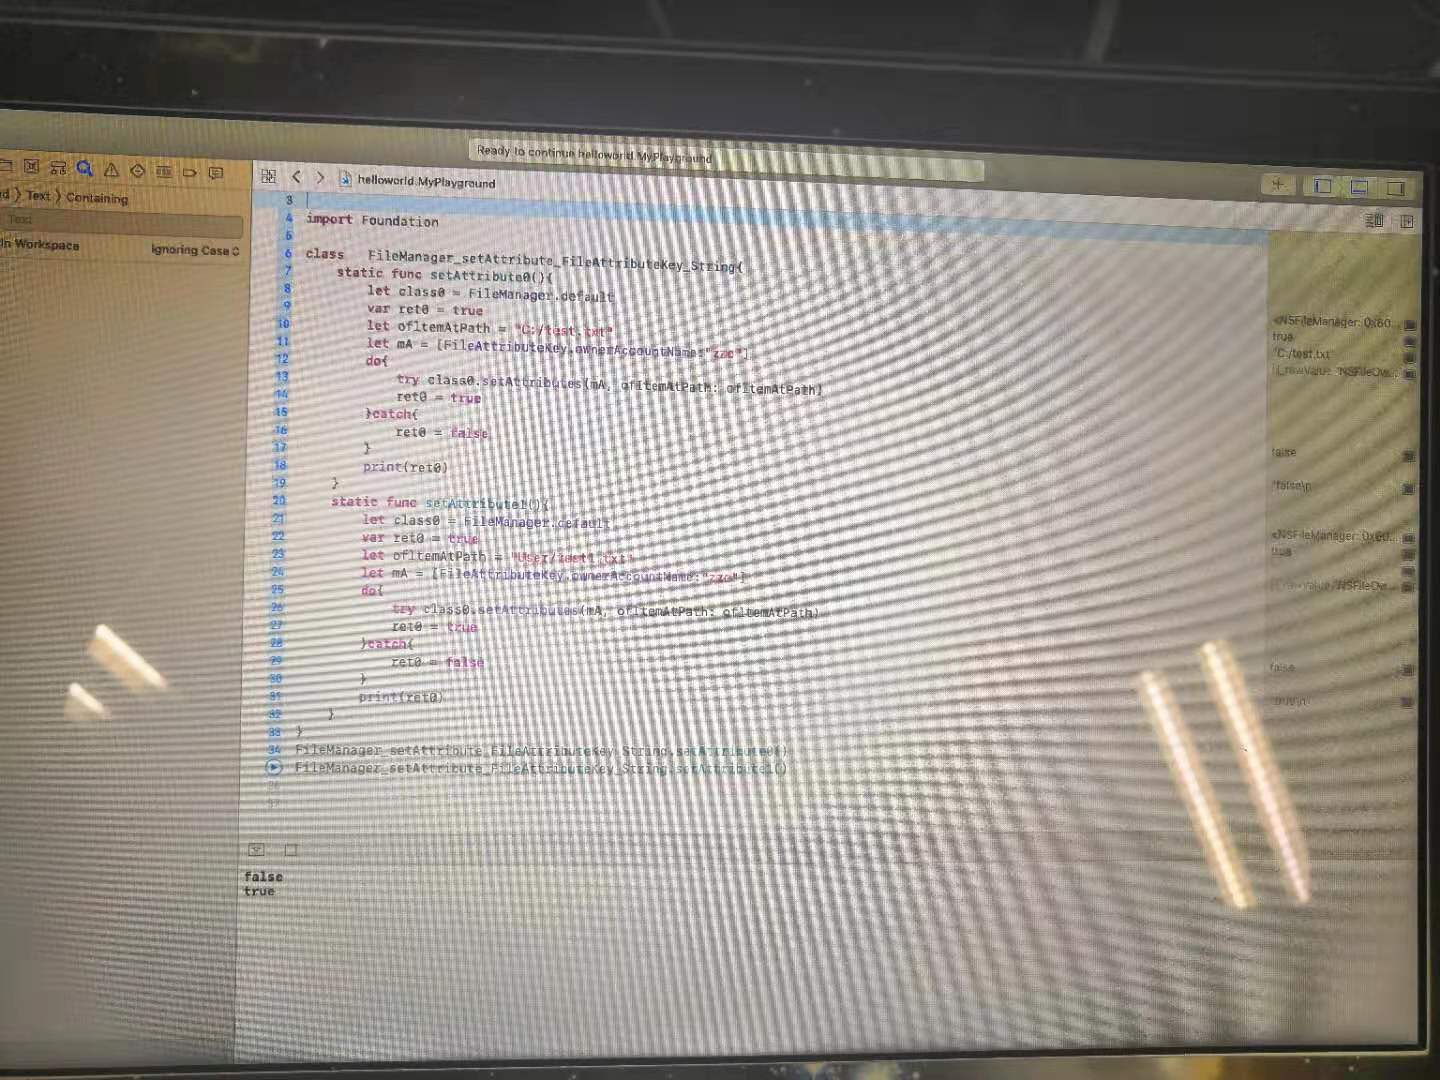 Ready to continue helloworld.MyPlayground
Text > Containing
helloworld.MyPlayground
Text
In Workspace
Ignoring Case
3
4 import Foundation
5
6 class FileManager_setAttribute_FileAttributeKey_String{
7 static func setAttribute0(){
8 let class0 = FileManager.default
9 var ret0 = true
10 let ofItemAtPath = "C:/test.txt"
11 let mA = [FileAttributeKey.ownerAccountName:"zzc"]
12 do{
13 try class0.setAttributes(mA, ofItemAtPath: ofItemAtPath)
14 ret0 = true
15 }catch{
16 ret0 = false
17 }
18 print(ret0)
19 }
20 static func setAttribute1(){
21 let class0 = FileManager.default
22 var ret0 = true
23 let ofItemAtPath = "User/test1.txt"
24 let mA = [FileAttributeKey.ownerAccountName:"zzc"]
25 do{
26 try class0.setAttributes(mA, ofItemAtPath: ofItemAtPath)
27 ret0 = true
28 }catch{
29 ret0 = false
30 }
31 print(ret0)
32 }
33 }
34 FileManager_setAttribute_FileAttributeKey_String.setAttribute0()
FileManager_setAttribute_FileAttributeKey_String.setAttribute1()
<NSFileManager: 0x60...
true
"C:/test.txt"
false
"false\n"
<NSFileManager: 0x60...
true
false
false
true